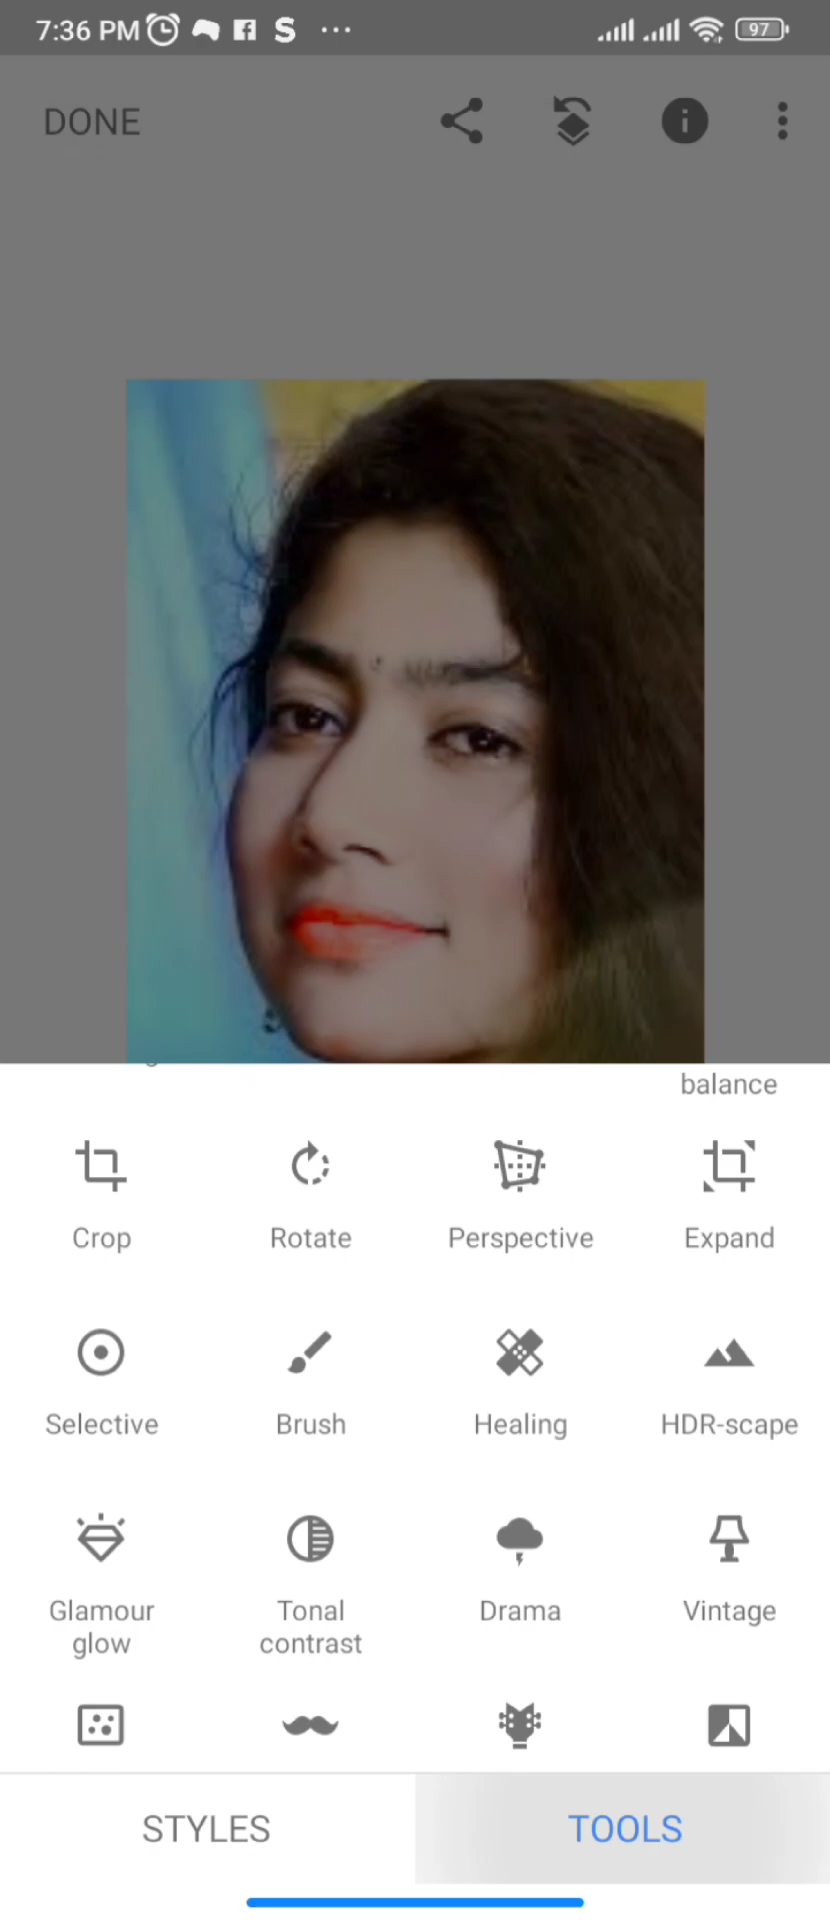 7:36 PM
97
DONE
balance
Crop
Rotate
Perspective
Expand
Selective
Brush
Healing
HDR-scape
Glamour
glow
Tonal
contrast
Drama
Vintage
STYLES
TOOLS